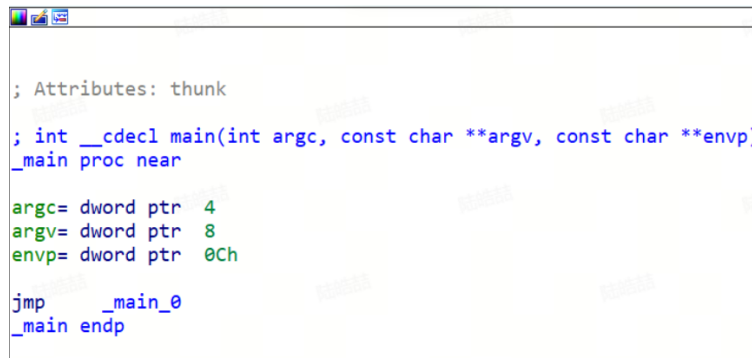 ; Attributes: thunk
; int __cdecl main(int argc, const char **argv, const char **envp)
_main proc near
argc= dword ptr  4
argv= dword ptr  8
envp= dword ptr  0Ch
jmp     _main_0
_main endp